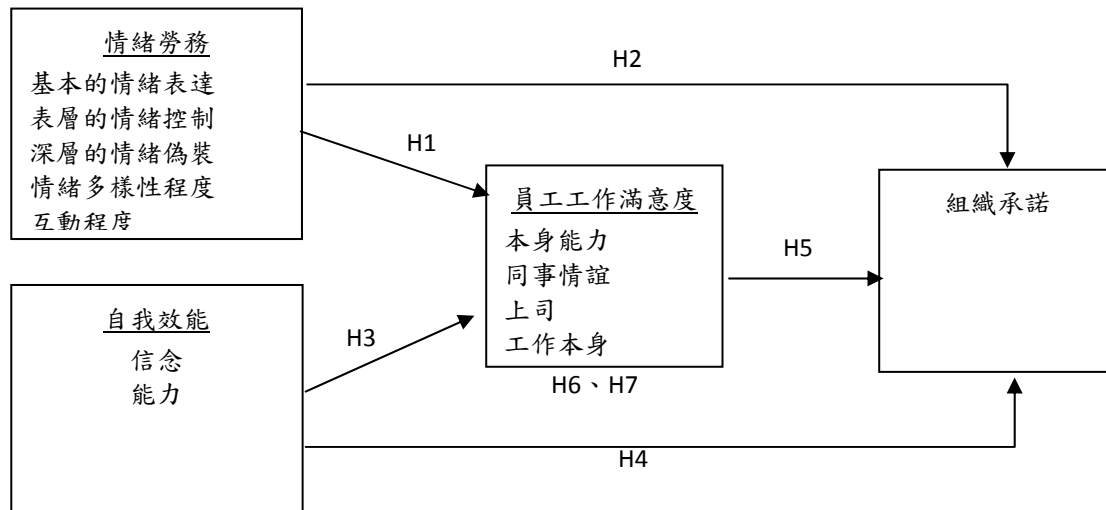 情緒勞務
基本的情緒表達
表層的情緒控制
深層的情緒偽裝
情緒多樣性程度
互動程度
H2
H1
員工工作滿意度
本身能力
同事情誼
上司
工作本身
H6、H7
組織承諾
H5
自我效能
信念
能力
H3
H4